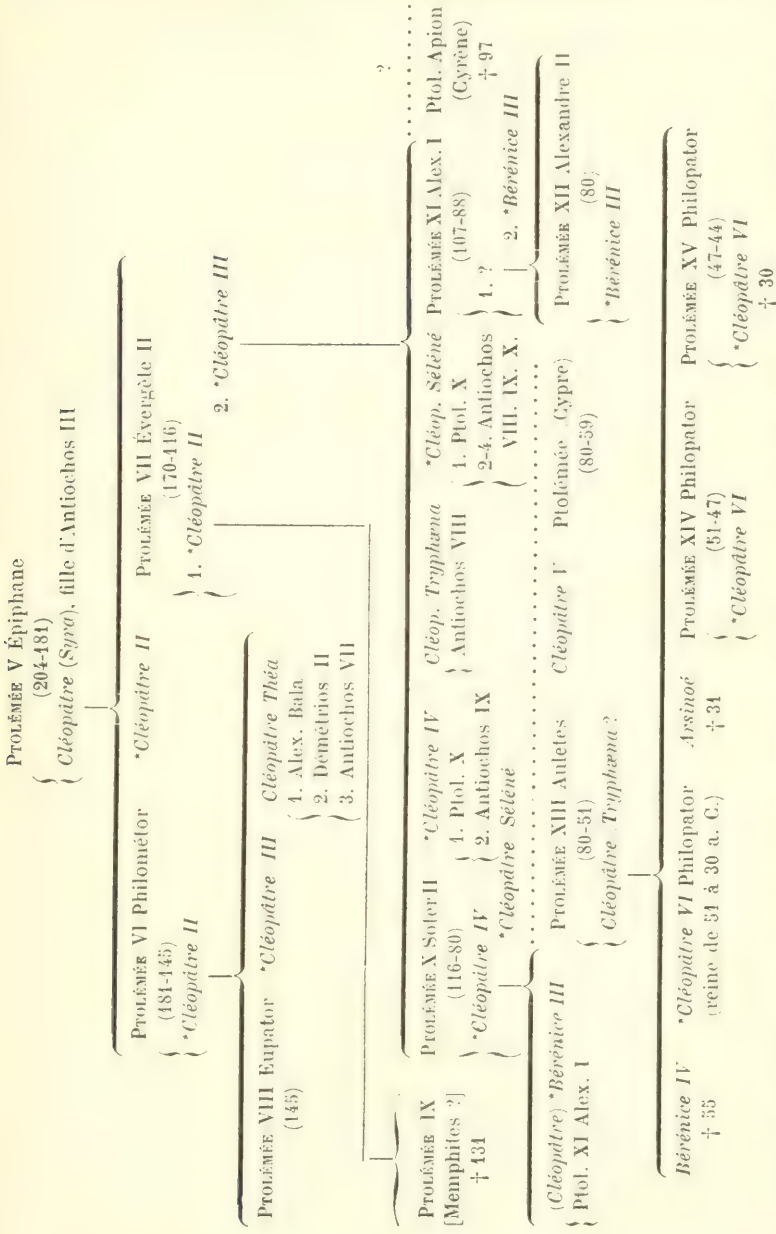 PTOLÉMÉE V Épiphane
(204-181)
Cléopâtre (Syra), fille d'Antiochos III
PTOLÉMÉE VI Philométor
(181-145)
*Cléopâtre II
*Cléopâtre II
PTOLÉMÉE VII Évergète II
(170-116)
1. *Cléopâtre II
2. *Cléopâtre III
PTOLÉMÉE VIII Eupator
(145)
*Cléopâtre III
Cléopâtre Théa
1. Alex. Bala
2. Démétrios II
3. Antiochos VII
PTOLÉMÉE IX
[Memphites ?]
† 131
PTOLÉMÉE X Soter II
(116-80)
*Cléopâtre IV
*Cléopâtre Séléné
*Cléopâtre IV
1. Ptol. X
2. Antiochos IX
Cléop. Tryphæna
Antiochos VIII
*Cléop. Séléné
1. Ptol. X
2-4. Antiochos
VIII. IX. X.
PTOLÉMÉE XI Alex. I
(107-88)
1. ?
2. *Bérénice III
?
Ptol. Apion
(Cyrène)
† 97
(Cléopâtre) *Bérénice III
Ptol. XI Alex. I
PTOLÉMÉE XIII Auletes
(80-51)
Cléopâtre Tryphæna ?
Cléopâtre V
Ptolémée (Cypre)
(80-59)
PTOLÉMÉE XII Alexandre II
(80)
*Bérénice III
Bérénice IV
† 55
*Cléopâtre VI Philopator
(reine de 51 à 30 a. C.)
Arsinoé
† 31
PTOLÉMÉE XIV Philopator
(51-47)
*Cléopâtre VI
PTOLÉMÉE XV Philopator
(47-44)
*Cléopâtre VI
† 30